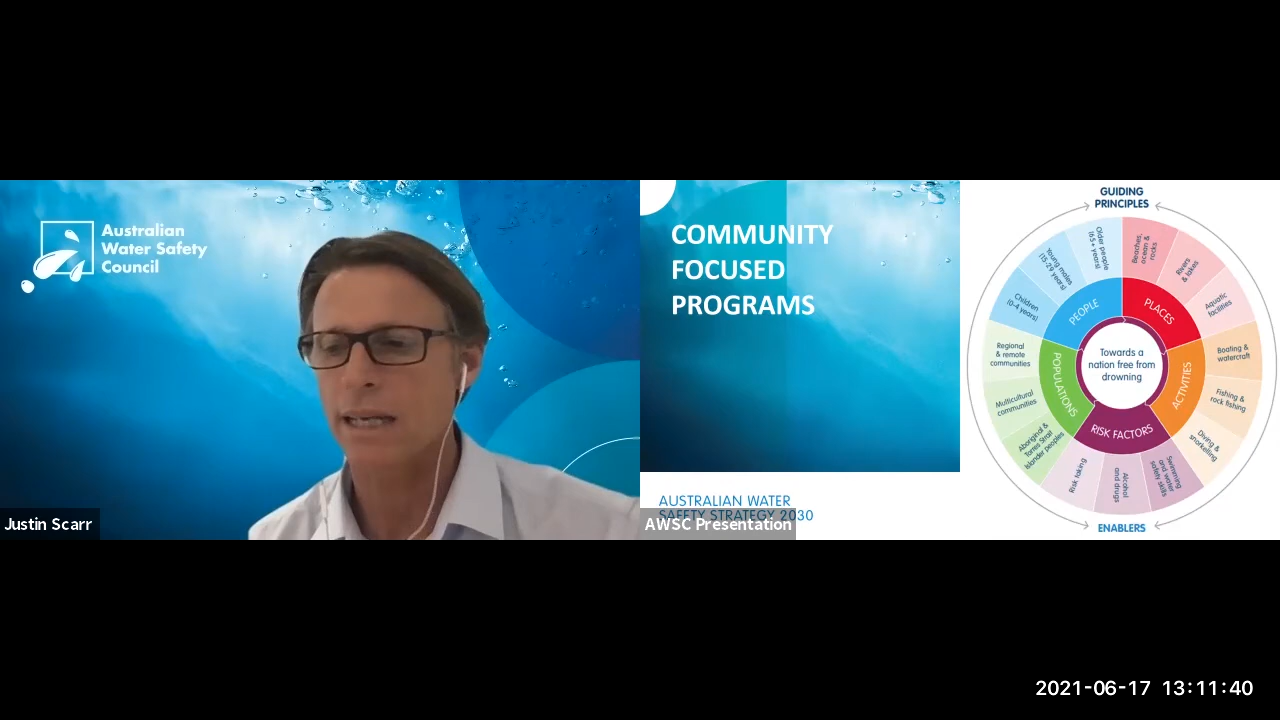 Australian
Water Safety
Council
Justin Scarr
COMMUNITY
FOCUSED
PROGRAMS
AUSTRALIAN WATER
SAFETY STRATEGY 2030
AWSC Presentation
GUIDING
PRINCIPLES
Older people
(65+ years)
Young males
(15-29 years)
Children
(0-4 years)
PEOPLE
Beaches,
ocean &
rocks
Rivers
& lakes
Aquatic
facilities
PLACES
Boating &
watercraft
Fishing &
rock fishing
Diving &
snorkelling
ACTIVITIES
Swimming
and water
safety skills
Alcohol
and drugs
Risk taking
RISK FACTORS
Aboriginal &
Torres Strait
Islander peoples
Multicultural
communities
Regional
& remote
communities
POPULATIONS
Towards a
nation free from
drowning
ENABLERS
2021-06-17 13:11:40